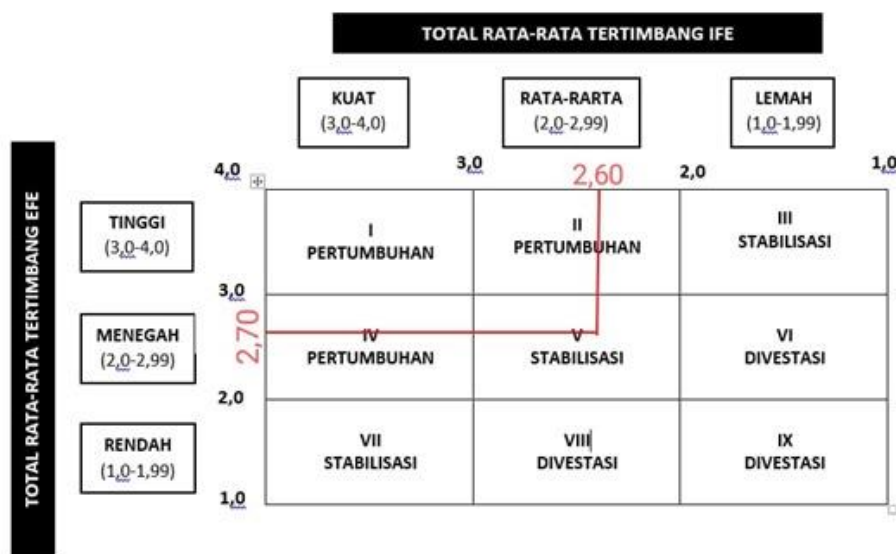 TOTAL RATA-RATA TERTIMBANG IFE
KUAT
(3,0-4,0)
RATA-RARTA
(2,0-2,99)
LEMAH
(1,0-1,99)
4,0
3,0
2,60
2,0
1,0
TOTAL RATA-RATA TERTIMBANG EFE
TINGGI
(3,0-4,0)
I
PERTUMBUHAN
II
PERTUMBUHAN
III
STABILISASI
3,0
MENEGAH
(2,0-2,99)
2,70
IV
PERTUMBUHAN
V
STABILISASI
VI
DIVESTASI
2,0
RENDAH
(1,0-1,99)
VII
STABILISASI
VIII
DIVESTASI
IX
DIVESTASI
1,0